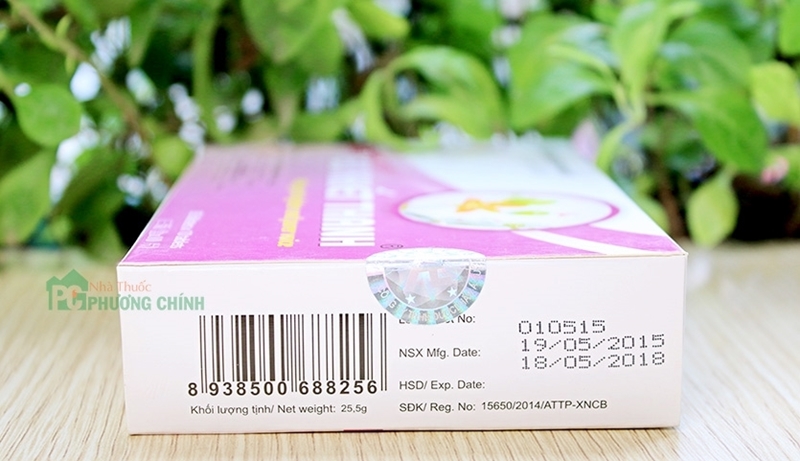 Nhà Thuốc
PHƯƠNG CHÍNH
No:
010515
NSX Mfg. Date:
19/05/2015
18/05/2018
HSD/ Exp. Date:
8 938500 688256
Khối lượng tịnh/ Net weight: 25,5g
SĐK/ Reg. No: 15650/2014/ATTP-XNCB